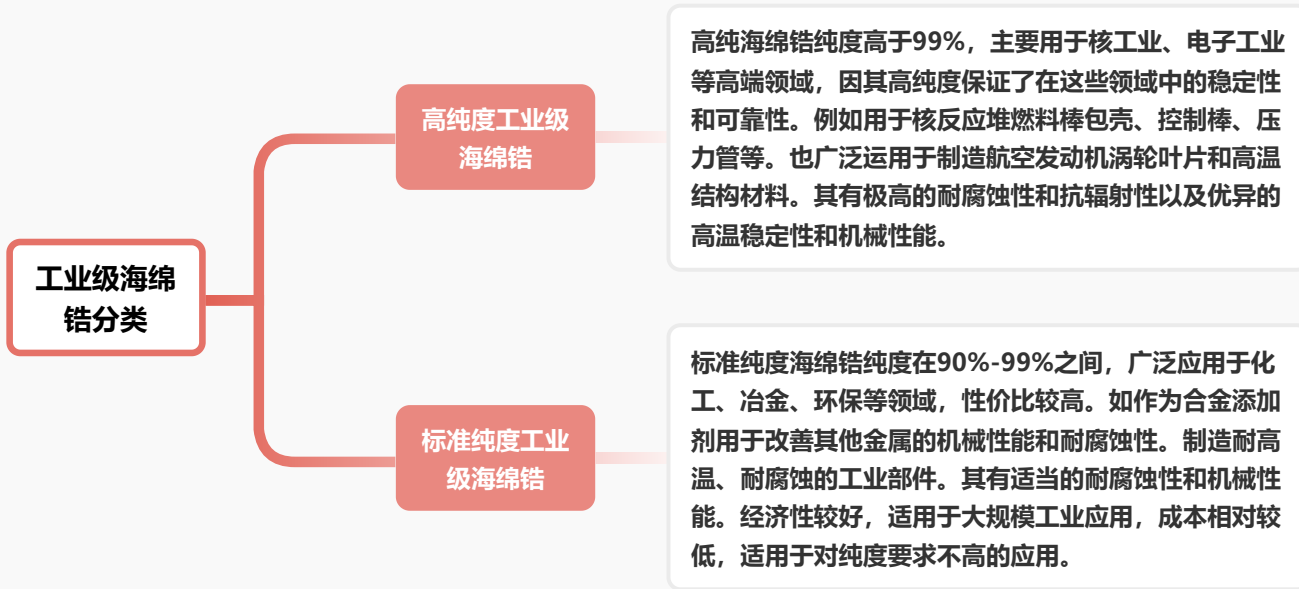 工业级海绵
锆分类
高纯度工业级
海绵锆
高纯海绵锆纯度高于99%，主要用于核工业、电子工业
等高端领域，因其高纯度保证了在这些领域中的稳定性
和可靠性。例如用于核反应堆燃料棒包壳、控制棒、压
力管等。也广泛运用于制造航空发动机涡轮叶片和高温
结构材料。其有极高的耐腐蚀性和抗辐射性以及优异的
高温稳定性和机械性能。
标准纯度工业
级海绵锆
标准纯度海绵锆纯度在90%-99%之间，广泛应用于化
工、冶金、环保等领域，性价比较高。如作为合金添加
剂用于改善其他金属的机械性能和耐腐蚀性。制造耐高
温、耐腐蚀的工业部件。其有适当的耐腐蚀性和机械性
能。经济性较好，适用于大规模工业应用，成本相对较
低，适用于对纯度要求不高的应用。